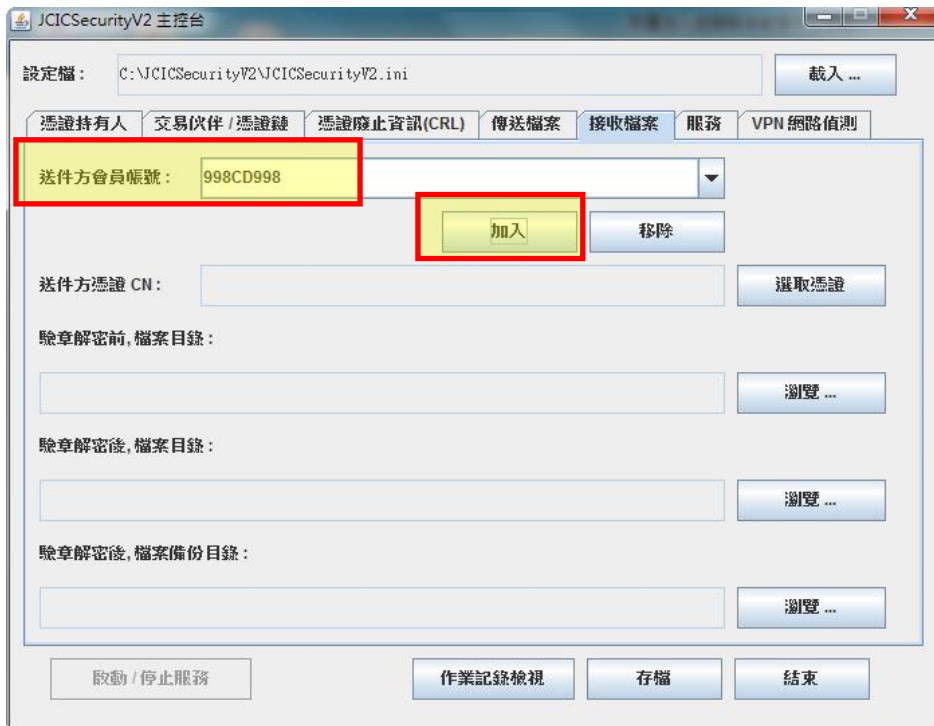 JCICSecurityV2 主控台
設定檔： C:\JCICSecurityV2\JCICSecurityV2.ini 載入 ...
憑證持有人 交易伙伴 / 憑證鏈 憑證廢止資訊(CRL) 傳送檔案 接收檔案 服務 VPN 網路偵測
送件方會員帳號： 998CD998
加入 移除
送件方憑證 CN： 選取憑證
驗章解密前, 檔案目錄：
瀏覽 ...
驗章解密後, 檔案目錄：
瀏覽 ...
驗章解密後, 檔案備份目錄：
瀏覽 ...
啟動 / 停止服務 作業記錄檢視 存檔 結束